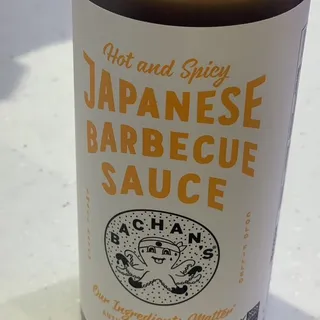 Hot and Spicy
JAPANESE
BARBECUE
SAUCE
BACHAN'S
Our Ingredients Matter